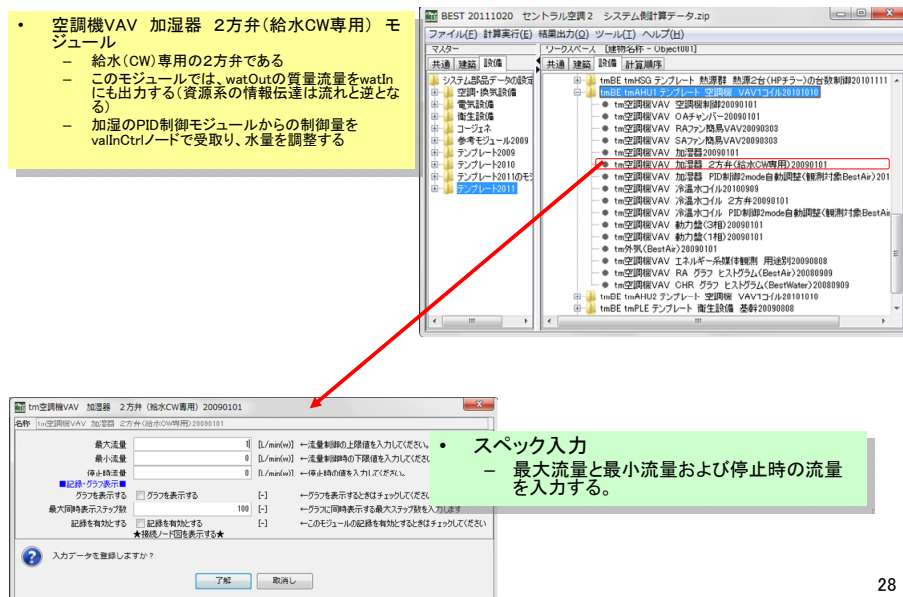 • 空調機VAV 加湿器 2方弁(給水CW専用) モ
ジュール
– 給水(CW)専用の2方弁である
– このモジュールでは、watOutの質量流量をwatIn
にも出力する(資源系の情報伝達は流れと逆とな
る)
– 加湿のPID制御モジュールからの制御量を
valInCtrlノードで受取り、水量を調整する
BEST 20111020 セントラル空調2 システム側計算データ.zip
ファイル(F) 計算実行(E) 結果出力(O) ツール(T) ヘルプ(H)
マスター
共通 建築 設備
システム部品データの設定
空調・換気設備
電気設備
衛生設備
コージェネ
参考モジュール2009
テンプレート2009
テンプレート2010
テンプレート2011のモジ
テンプレート2011
ワークスペース [建物名称 - Object001]
共通 建築 設備 計算順序
tmBE tmHSG テンプレート 熱源群 熱源2台(HPチラー)の台数制御20101111
tmBE tmAHU1 テンプレート 空調機 VAV1コイル20101010
tm空調機VAV 空調機制御20090101
tm空調機VAV OAチャンバー20090101
tm空調機VAV RAファン簡易VAV20090303
tm空調機VAV SAファン簡易VAV20090303
tm空調機VAV 加湿器20090101
tm空調機VAV 加湿器 2方弁(給水CW専用)20090101
tm空調機VAV 加湿器 PID制御2mode自動調整(観測対象BestAir)201
tm空調機VAV 冷温水コイル20100909
tm空調機VAV 冷温水コイル 2方弁20090101
tm空調機VAV 冷温水コイル PID制御2mode自動調整(観測対象BestAir
tm空調機VAV 動力盤(3相)20090101
tm空調機VAV 動力盤(1相)20090101
tm外気(BestAir)20090101
tm空調機VAV エネルギー系媒体観測 用途別20090808
tm空調機VAV RA グラフ ヒストグラム(BestAir)20080909
tm空調機VAV CHR グラフ ヒストグラム(BestWater)20080909
tmBE tmAHU2 テンプレート 空調機 VAV1コイル20101010
tmBE tmPLE テンプレート 衛生設備 基幹20090808
tm空調機VAV 加湿器 2方弁(給水CW専用) 20090101
名称 tm空調機VAV 加湿器 2方弁(給水CW専用)20090101
最大流量 1 [L/min(w)] ←流量制御の上限値を入力してください。
最小流量 0 [L/min(w)] ←流量制御時の下限値を入力してくださ
停止時流量 0 [L/min(w)] ←停止時の値を入力してください。
■記録・グラフ表示■
グラフを表示する グラフを表示する [-] ←グラフを表示するときはチェックしてくださ
最大同時表示ステップ数 100 [-] ←グラフに同時表示する最大ステップ数を入力します
記録を有効とする 記録を有効とする [-] ←このモジュールの記録を有効とするときはチェックしてください
★接続ノード図を表示する★
入力データを登録しますか?
了解 取消し
• スペック入力
– 最大流量と最小流量および停止時の流量
を入力する。
28